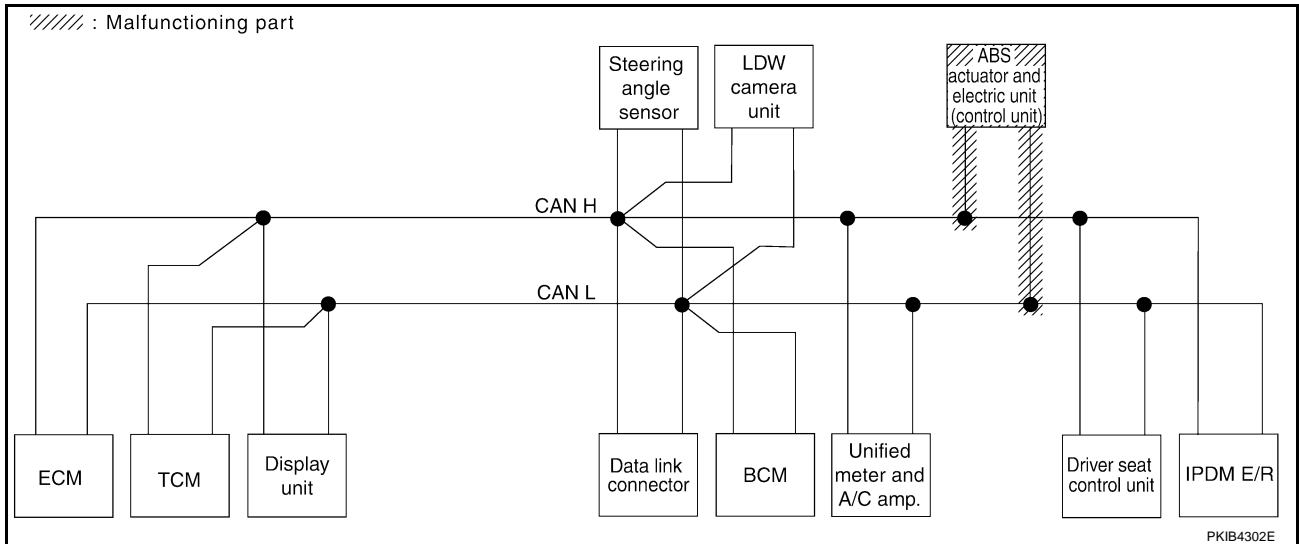 : Malfunctioning part
Steering
angle
sensor
LDW
camera
unit
ABS
actuator and
electric unit
(control unit)
CAN H
CAN L
ECM
TCM
Display
unit
Data link
connector
BCM
Unified
meter and
A/C amp.
Driver seat
control unit
IPDM E/R
PKIB4302E